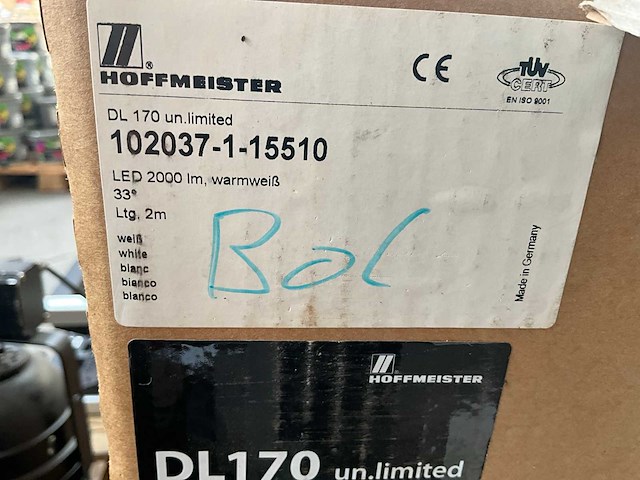 HOFFMEISTER
®
CE
TÜV
CERT
EN ISO 9001
DL 170 un.limited
102037-1-15510
LED 2000 lm, warmweiß
33°
Ltg. 2m
weiß
white
blanc
bianco
blanco
Bol
Made in Germany
HOFFMEISTER
DL170 un.limited